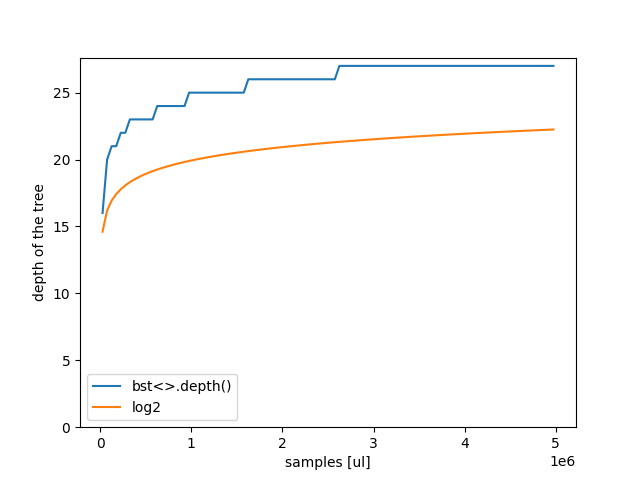 25
20
15
10
5
0
depth of the tree
bst<>.depth()
log2
0 1 2 3 4 5
1e6
samples [ul]